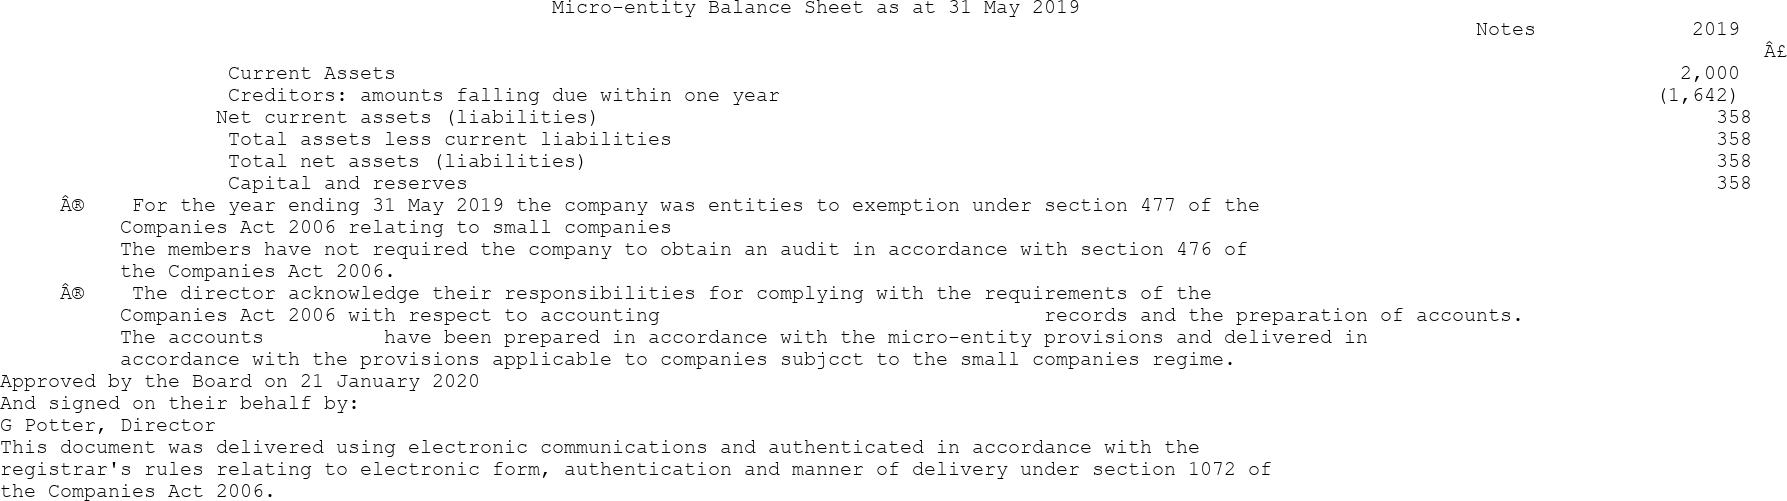 Micro-entity Balance Sheet as at 31 May 2019
Notes 2019
Â£
Current Assets 2,000
Creditors: amounts falling due within one year (1,642)
Net current assets (liabilities) 358
Total assets less current liabilities 358
Total net assets (liabilities) 358
Capital and reserves 358
Â® For the year ending 31 May 2019 the company was entities to exemption under section 477 of the
Companies Act 2006 relating to small companies
The members have not required the company to obtain an audit in accordance with section 476 of
the Companies Act 2006.
Â® The director acknowledge their responsibilities for complying with the requirements of the
Companies Act 2006 with respect to accounting records and the preparation of accounts.
The accounts have been prepared in accordance with the micro-entity provisions and delivered in
accordance with the provisions applicable to companies subjcct to the small companies regime.
Approved by the Board on 21 January 2020
And signed on their behalf by:
G Potter, Director
This document was delivered using electronic communications and authenticated in accordance with the
registrar's rules relating to electronic form, authentication and manner of delivery under section 1072 of
the Companies Act 2006.